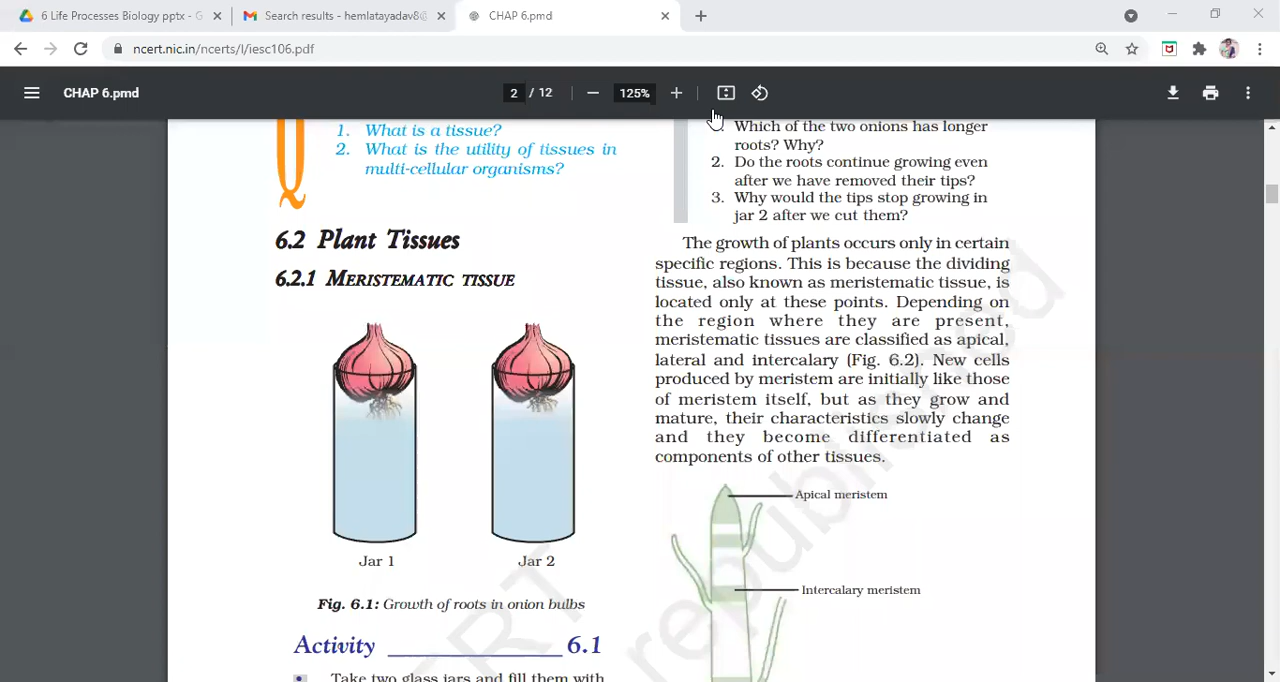 6 Life Processes Biology pptx - G
Search results - hemlatayadav8@
CHAP 6.pmd
ncert.nic.in/ncerts/l/iesc106.pdf
CHAP 6.pmd
2 / 12
125%
Q
1. What is a tissue?
2. What is the utility of tissues in
multi-cellular organisms?
6.2 Plant Tissues
6.2.1 MERISTEMATIC TISSUE
Jar 1
Jar 2
Fig. 6.1: Growth of roots in onion bulbs
Activity ______________ 6.1
• Take two glass jars and fill them with
Which of the two onions has longer
roots? Why?
2. Do the roots continue growing even
after we have removed their tips?
3. Why would the tips stop growing in
jar 2 after we cut them?
The growth of plants occurs only in certain
specific regions. This is because the dividing
tissue, also known as meristematic tissue, is
located only at these points. Depending on
the region where they are present,
meristematic tissues are classified as apical,
lateral and intercalary (Fig. 6.2). New cells
produced by meristem are initially like those
of meristem itself, but as they grow and
mature, their characteristics slowly change
and they become differentiated as
components of other tissues.
Apical meristem
Intercalary meristem
republished